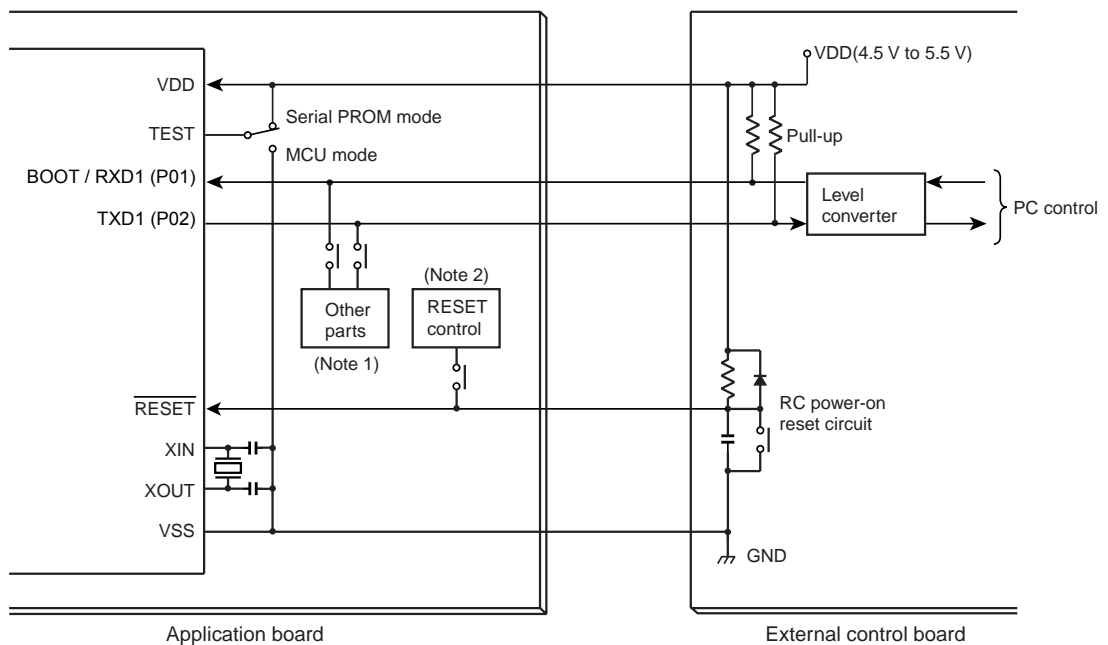 VDD(4.5 V to 5.5 V)
VDD
Serial PROM mode
TEST
Pull-up
MCU mode
BOOT / RXD1 (P01)
Level
converter
PC control
TXD1 (P02)
(Note 2)
Other
parts
RESET
control
(Note 1)
RESET
RC power-on
reset circuit
XIN
XOUT
VSS
GND
Application board
External control board